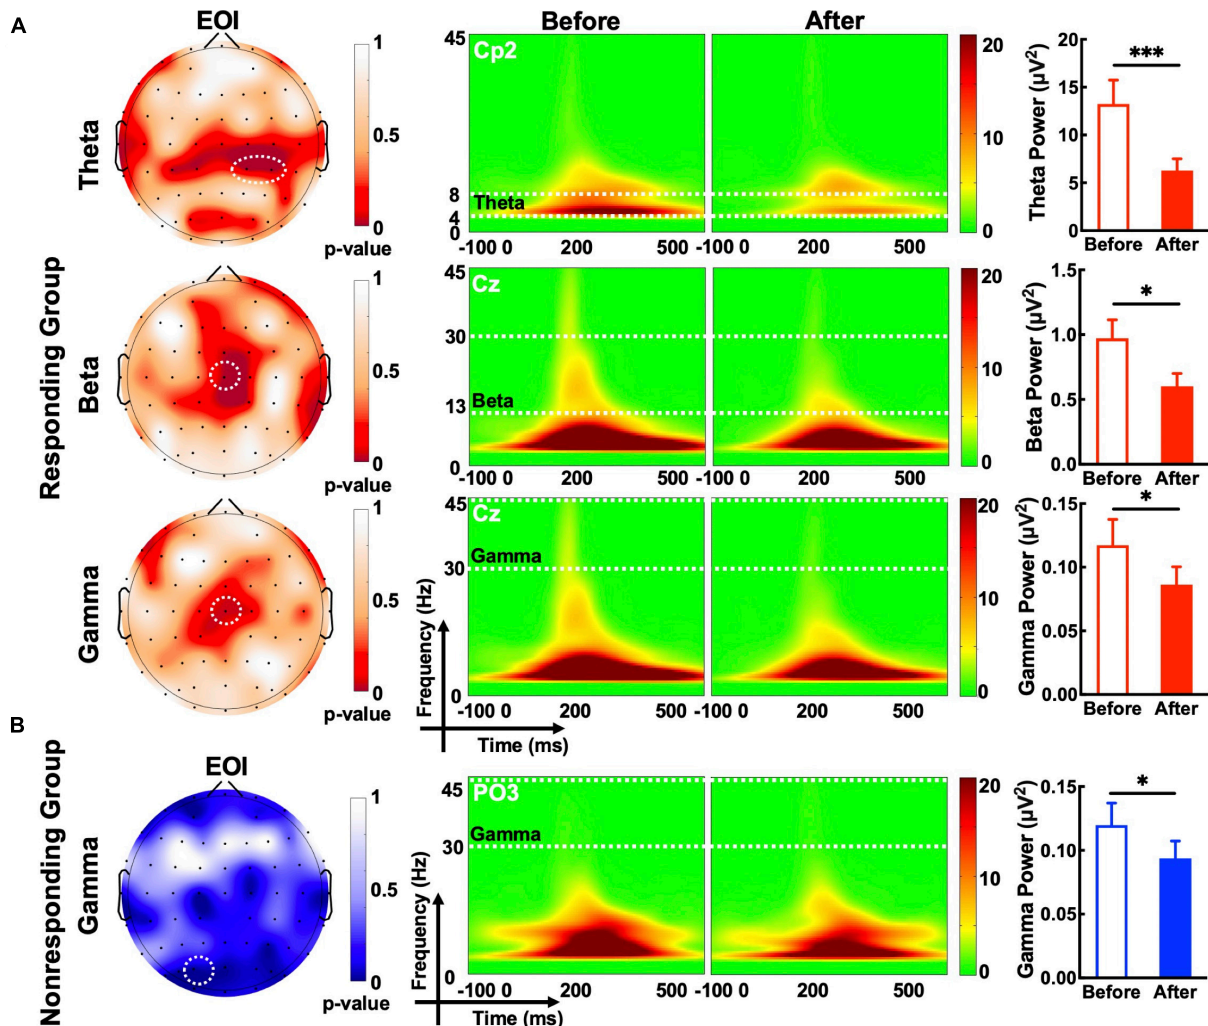 A
EOI
Before
After
Responding Group
Theta
1
0.5
0
p-value
45
Cp2
8
Theta
4
0
-100 0 200 500
-100 0 200 500
20
10
0
Theta Power (µV²)
20
15
10
5
0
***
Before After
Beta
1
0.5
0
p-value
45
Cz
30
Beta
13
0
-100 0 200 500
-100 0 200 500
20
10
0
Beta Power (µV²)
1.5
1.0
0.5
0.0
*
Before After
Gamma
1
0.5
0
p-value
45
Cz
Gamma
30
0
Frequency (Hz)
-100 0 200 500
-100 0 500
Time (ms)
20
10
0
Gamma Power (µV²)
0.15
0.10
0.05
0.00
*
Before After
B
Nonresponding Group
Gamma
EOI
1
0.5
0
p-value
45
PO3
Gamma
30
0
Frequency (Hz)
-100 0 200 500
-100 0 200 500
Time (ms)
20
10
0
Gamma Power (µV²)
0.15
0.10
0.05
0.00
*
Before After